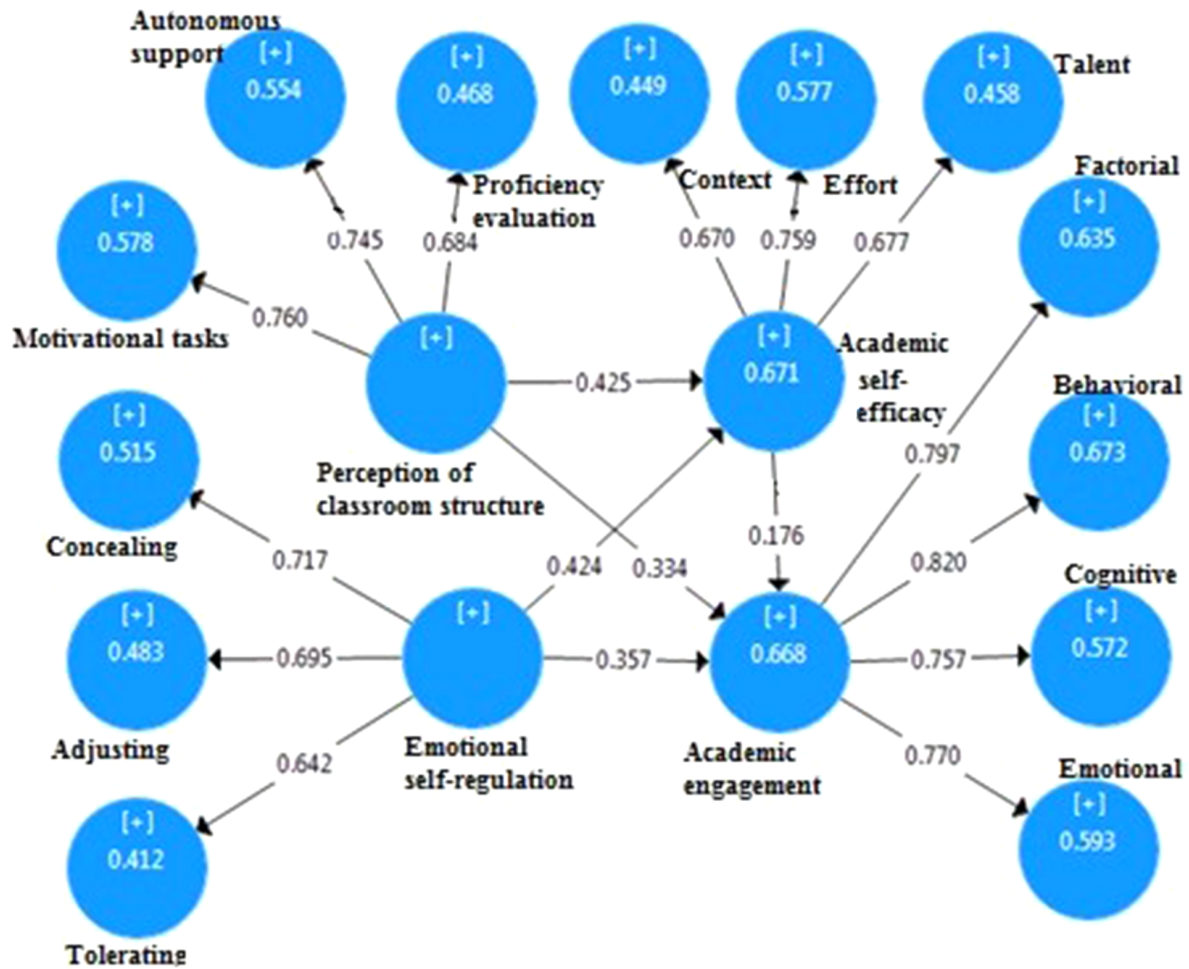 Autonomous
support
[+]
0.554
[+]
0.468
[+]
0.449
[+]
0.577
[+]
0.458
Talent
Proficiency
evaluation
Context
Effort
Factorial
[+]
0.635
[+]
0.578
Motivational tasks
0.745
0.684
0.670
0.759
0.677
0.760
[+]
[+]
0.671
Academic
self-
efficacy
0.425
Perception of
classroom structure
Behavioral
[+]
0.673
0.797
[+]
0.515
Concealing
0.717
0.424
0.334
0.176
0.820
Cognitive
[+]
0.572
[+]
0.483
Adjusting
0.695
[+]
0.357
[+]
0.668
0.757
Emotional
self-regulation
Academic
engagement
0.642
0.770
Emotional
[+]
0.593
[+]
0.412
Tolerating